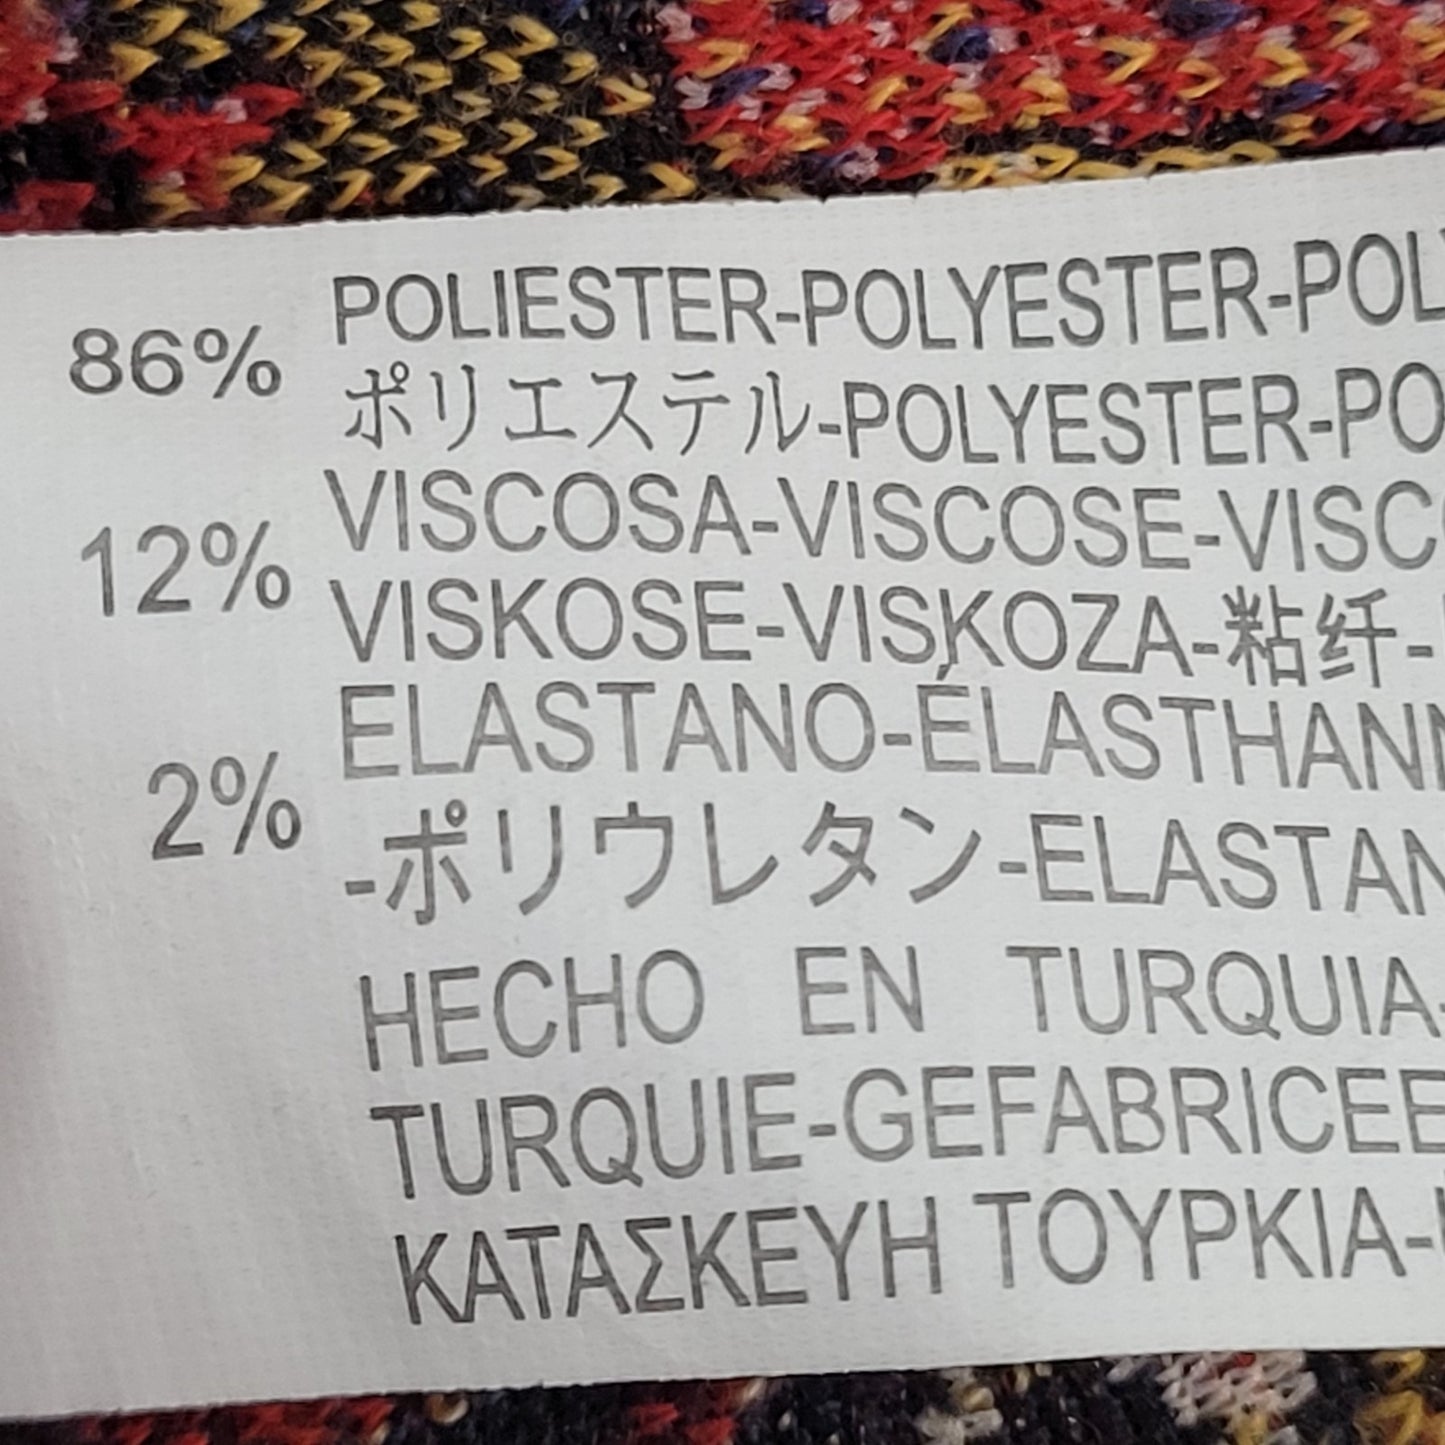 86% POLIESTER-POLYESTER-POL
ポリエステル-POLYESTER-PO
VISCOSA-VISCOSE-VISC
12% VISKOSE-VISKOZA-粘纤-
ELASTANO-ÉLASTHANN
2% -ポリウレタン-ELASTAN
HECHO EN TURQUIA-
TURQUIE-GEFABRICEE
ΚΑΤΑΣΚΕΥΗ ΤΟΥΡΚΙΑ-